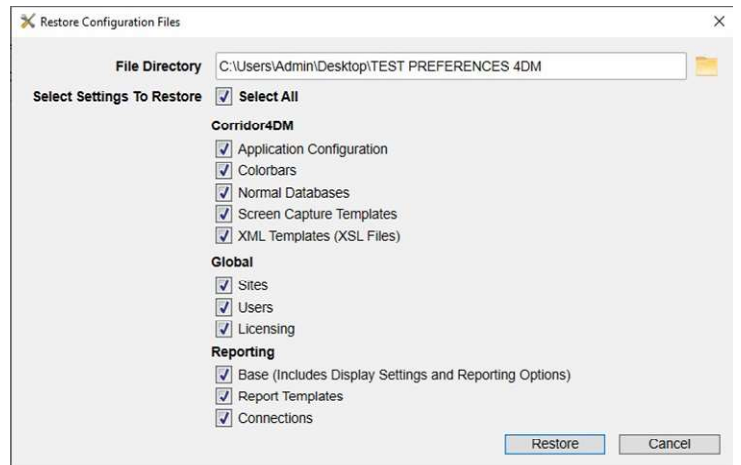 Restore Configuration Files
File Directory C:\Users\Admin\Desktop\TEST PREFERENCES 4DM
Select Settings To Restore Select All
Corridor4DM
Application Configuration
Colorbars
Normal Databases
Screen Capture Templates
XML Templates (XSL Files)
Global
Sites
Users
Licensing
Reporting
Base (Includes Display Settings and Reporting Options)
Report Templates
Connections
Restore Cancel